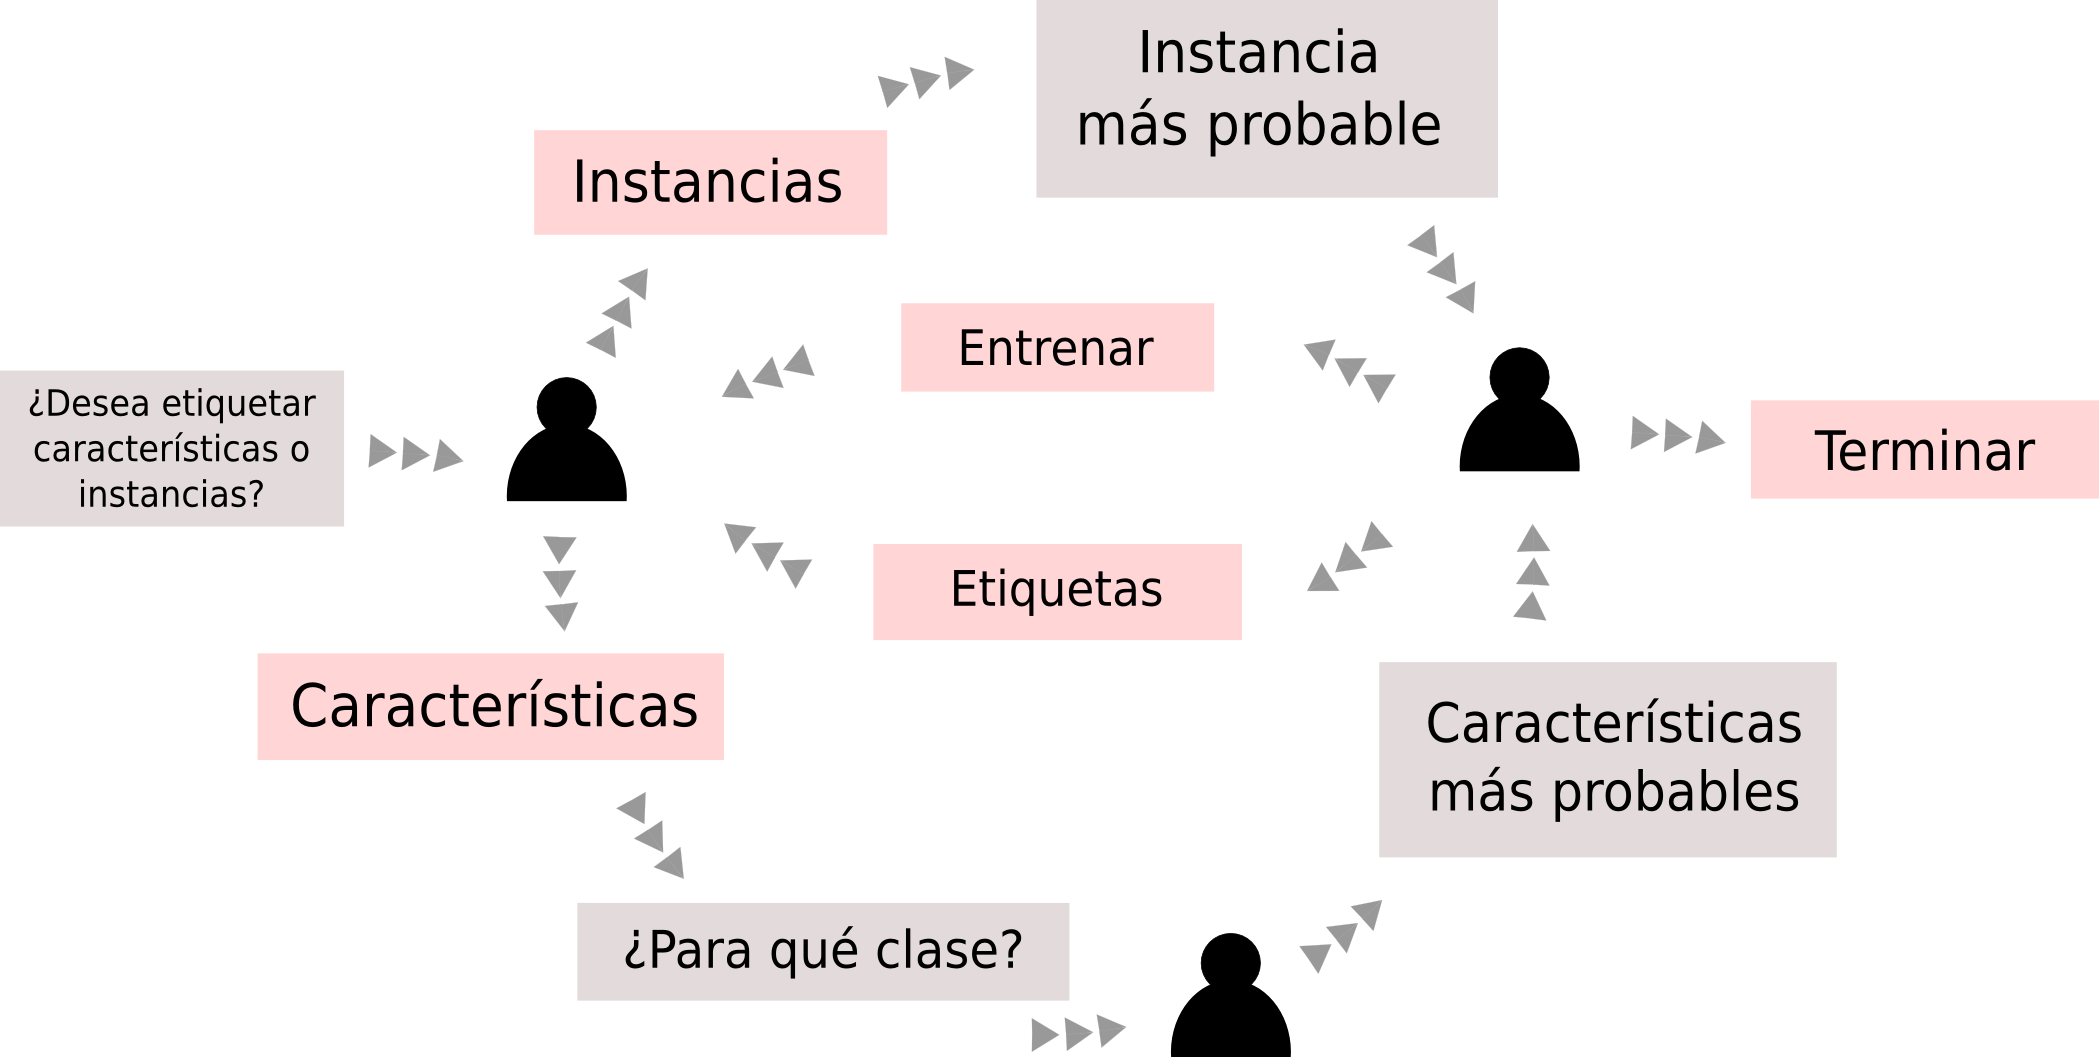 Instancia
más probable
Instancias
Entrenar
¿Desea etiquetar
características o
instancias?
Terminar
Etiquetas
Características
Características
más probables
¿Para qué clase?